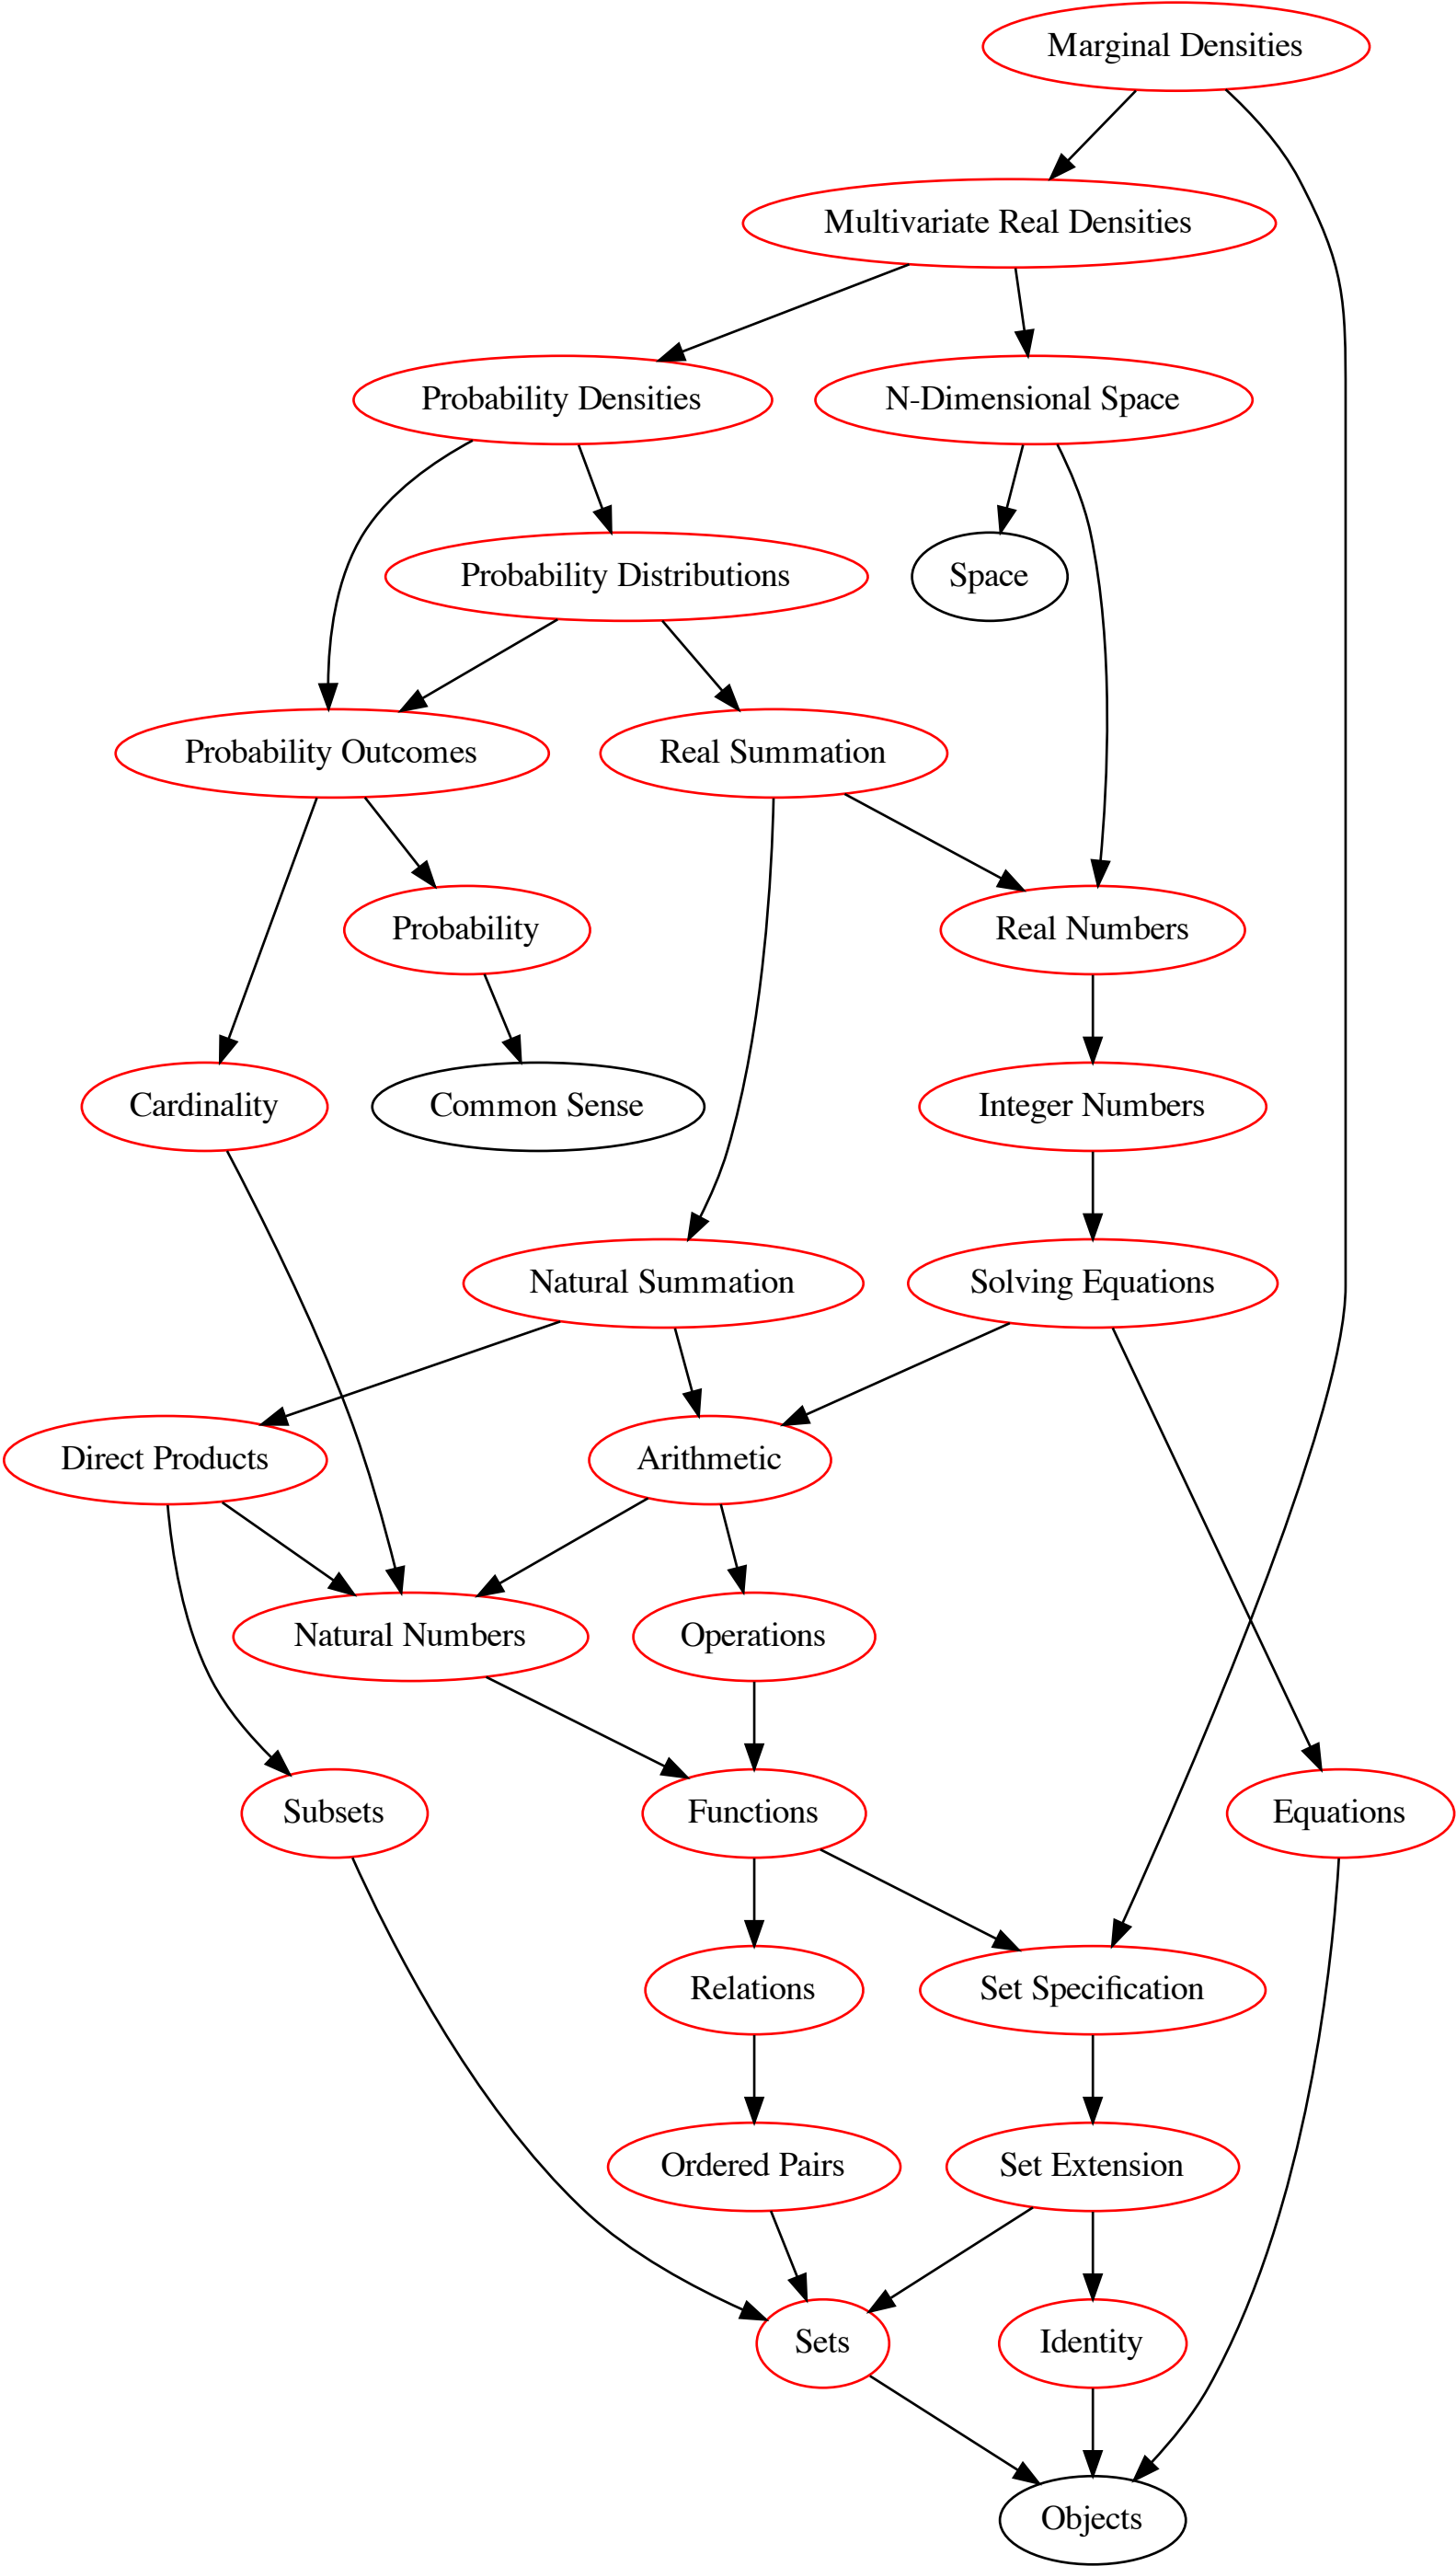 Marginal Densities
Multivariate Real Densities
Probability Densities
N-Dimensional Space
Probability Distributions
Space
Probability Outcomes
Real Summation
Probability
Real Numbers
Cardinality
Common Sense
Integer Numbers
Natural Summation
Solving Equations
Direct Products
Arithmetic
Natural Numbers
Operations
Subsets
Functions
Equations
Relations
Set Specification
Ordered Pairs
Set Extension
Sets
Identity
Objects